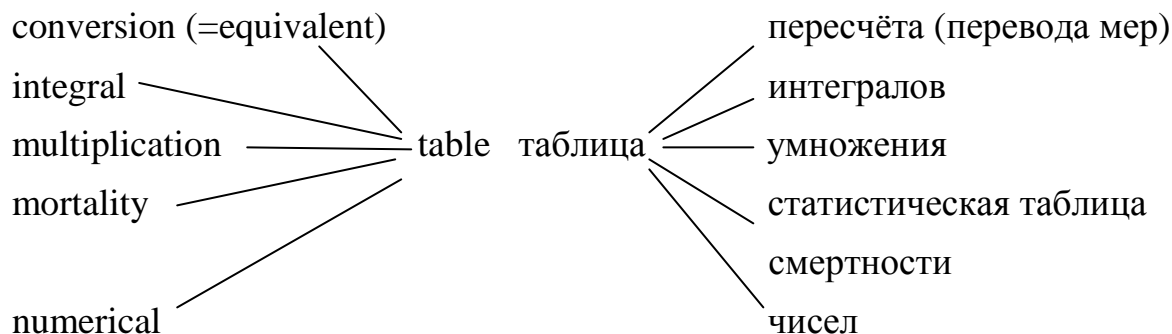 conversion (=equivalent) пересчёта (перевода мер)
integral интегралов
multiplication table таблица умножения
mortality статистическая таблица
смертности
numerical чисел